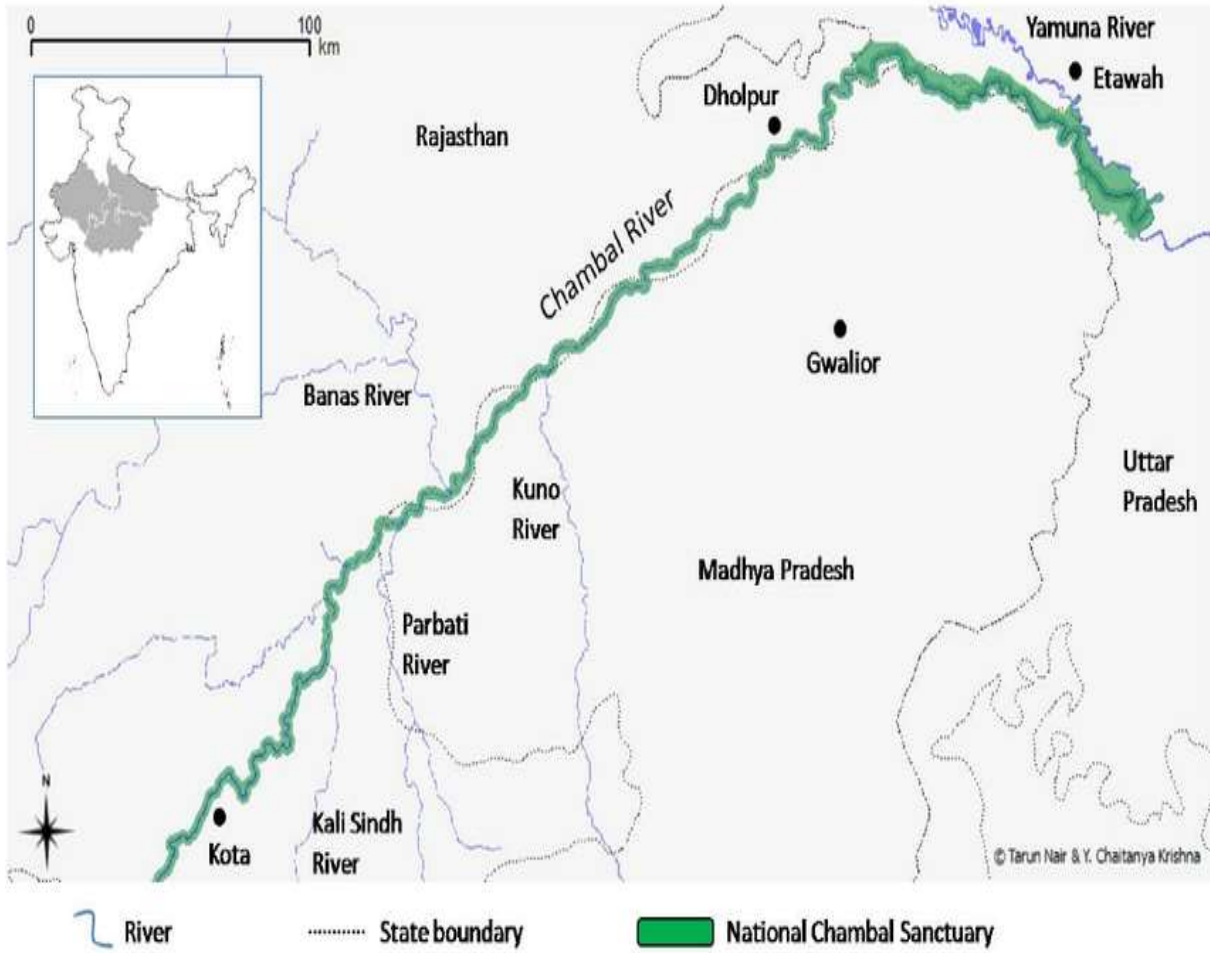 0 100
km
Yamuna River
Etawah
Dholpur
Rajasthan
Chambal River
Gwalior
Banas River
Kuno
River
Uttar
Pradesh
Madhya Pradesh
Parbati
River
N
Kali Sindh
River
Kota
© Tarun Nair & Y. Chaitanya Krishna
River State boundary National Chambal Sanctuary